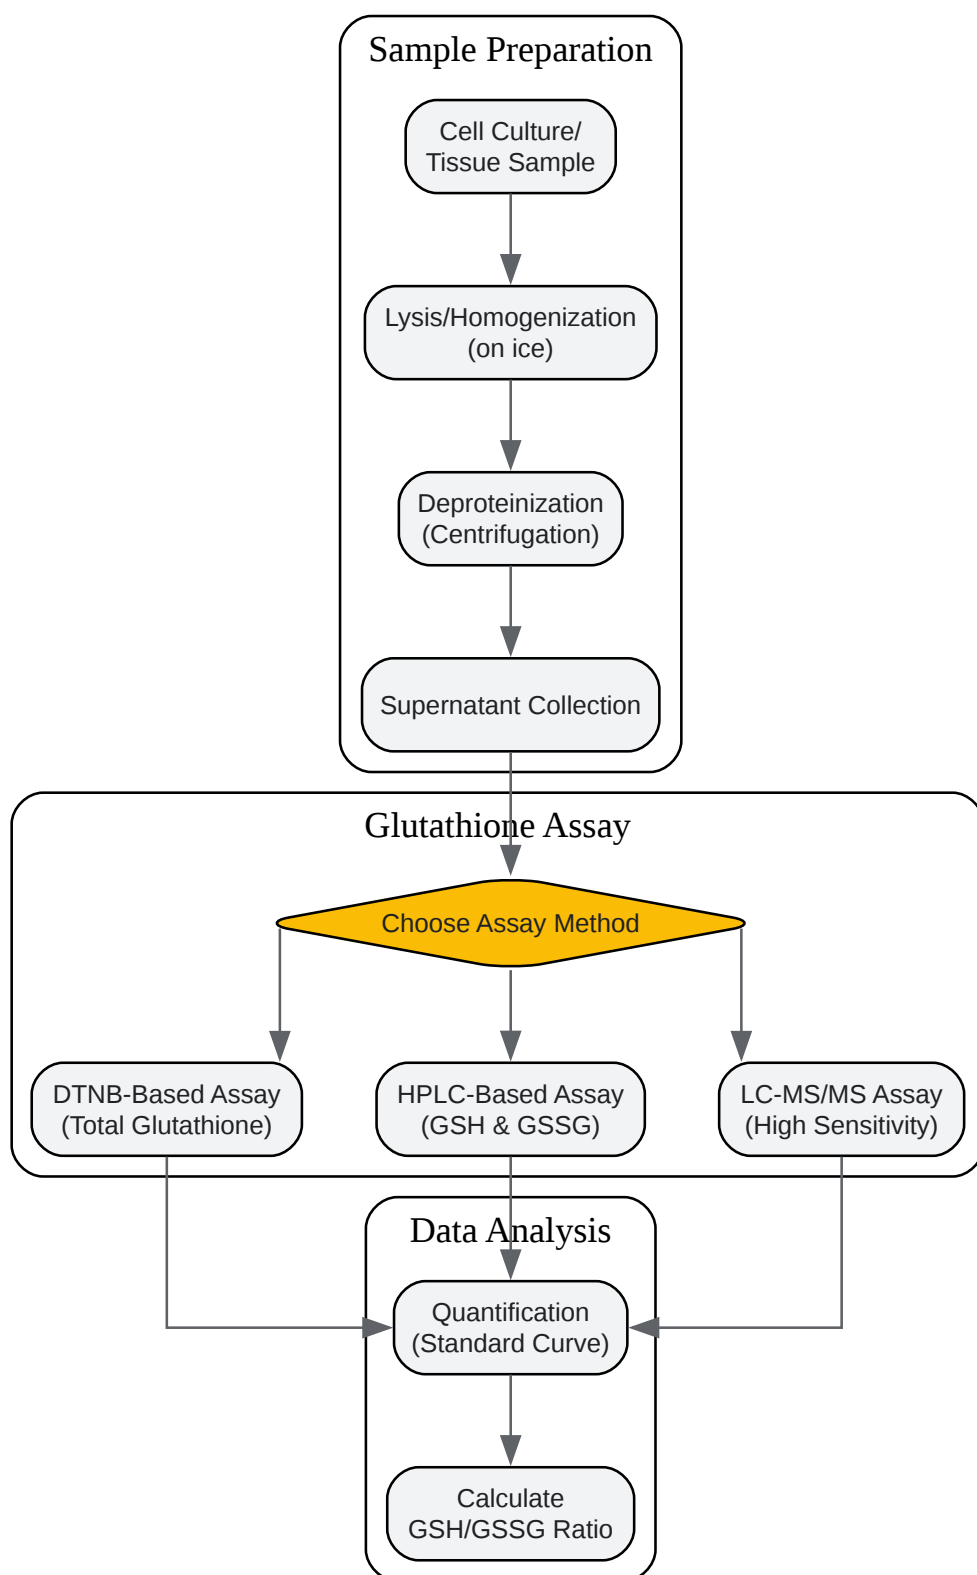 Sample Preparation
Cell Culture/
Tissue Sample
Lysis/Homogenization
(on ice)
Deproteinization
(Centrifugation)
Supernatant Collection
Glutathione Assay
Choose Assay Method
DTNB-Based Assay
(Total Glutathione)
HPLC-Based Assay
(GSH & GSSG)
LC-MS/MS Assay
(High Sensitivity)
Data Analysis
Quantification
(Standard Curve)
Calculate
GSH/GSSG Ratio